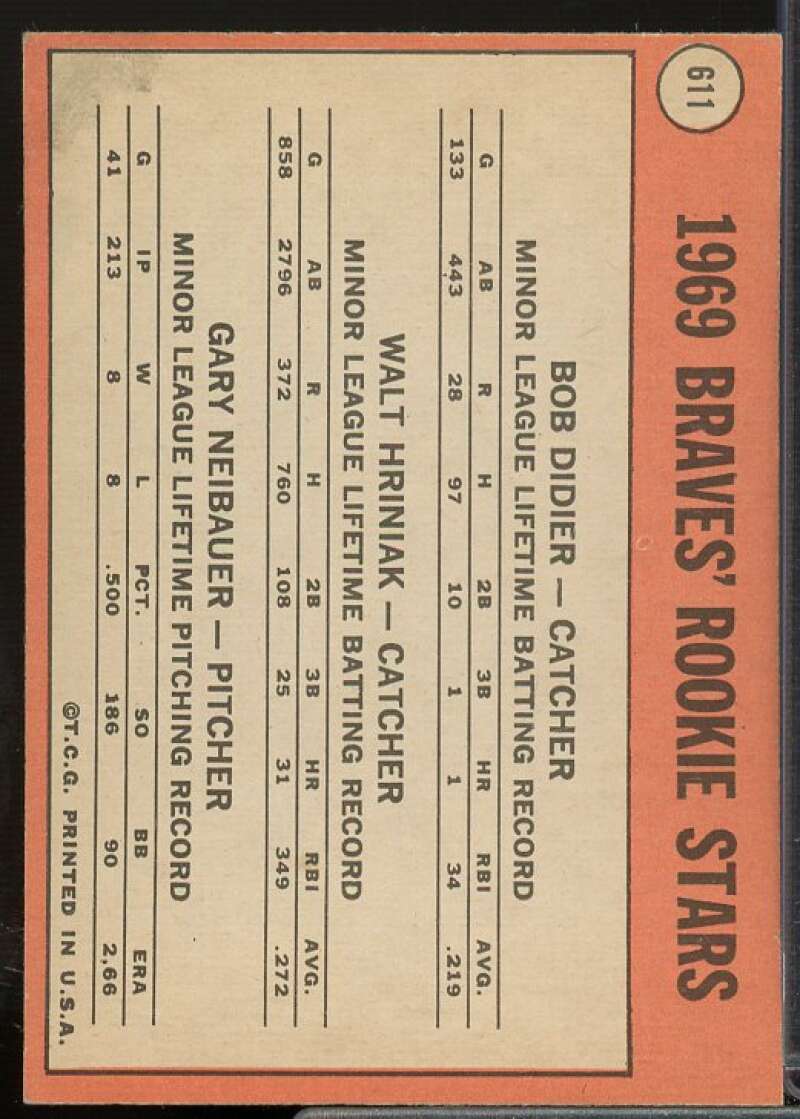 611
1969 BRAVES' ROOKIE STARS
BOB DIDIER — CATCHER
MINOR LEAGUE LIFETIME BATTING RECORD
G AB R H 2B 3B HR RBI AVG.
133 443 28 97 10 1 1 34 .219
WALT HRINIAK — CATCHER
MINOR LEAGUE LIFETIME BATTING RECORD
G AB R H 2B 3B HR RBI AVG.
858 2796 372 760 108 25 31 349 .272
GARY NEIBAUER — PITCHER
MINOR LEAGUE LIFETIME PITCHING RECORD
G IP W L PCT. SO BB ERA
41 213 8 8 .500 186 90 2.66
©T.C.G. PRINTED IN U.S.A.